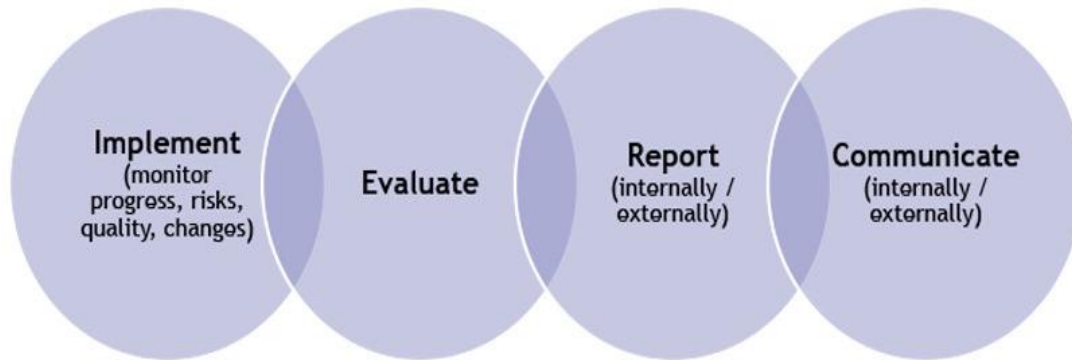 Implement
(monitor
progress, risks,
quality, changes)
Evaluate
Report
(internally /
externally)
Communicate
(internally /
externally)